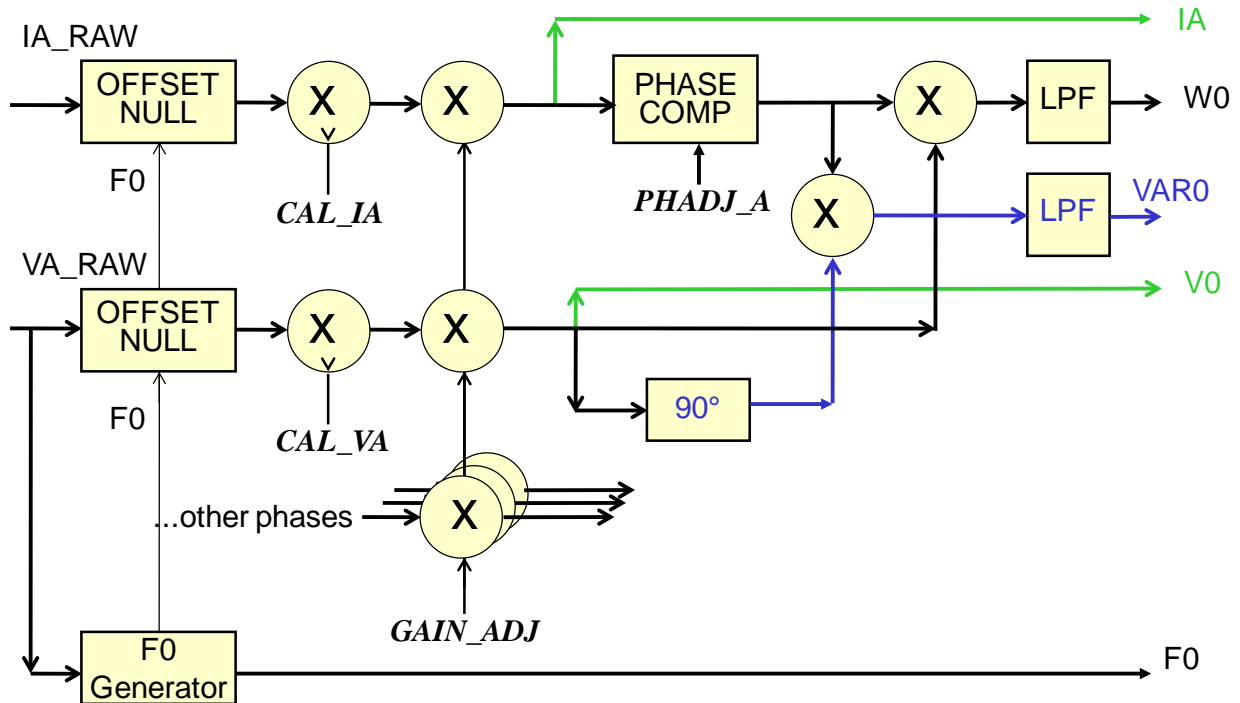 IA_RAW
IA
OFFSET
NULL
X
X
PHASE
COMP
X
LPF
W0
F0
CAL_IA
PHADJ_A
X
LPF
VAR0
VA_RAW
OFFSET
NULL
X
X
V0
F0
CAL_VA
90°
...other phases
X
GAIN_ADJ
F0
Generator
F0